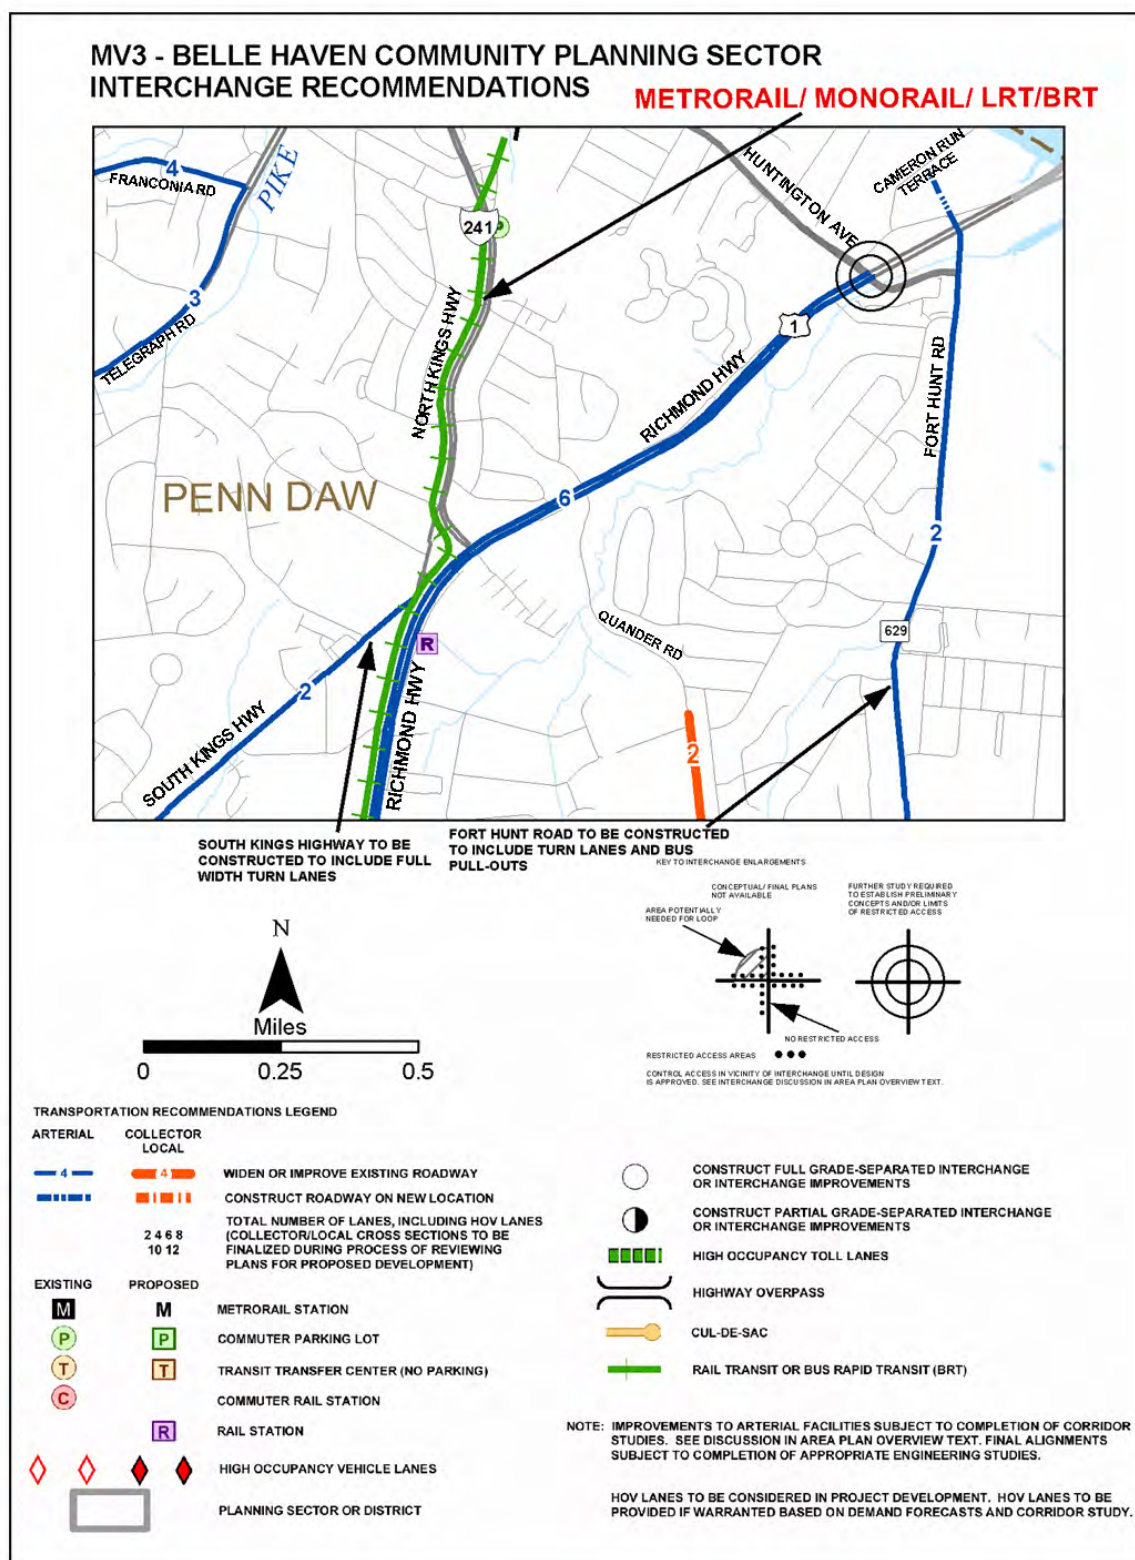 MV3 - BELLE HAVEN COMMUNITY PLANNING SECTOR
INTERCHANGE RECOMMENDATIONS
METRORAIL/ MONORAIL/ LRT/BRT
4
FRANCONIA RD
PIKE
241
P
HUNTINGTON AVE
CAMERON RUN
TERRACE
3
TELEGRAPH RD
NORTH KINGS HWY
1
RICHMOND HWY
FORT HUNT RD
PENN DAW
6
2
QUANDER RD
629
R
2
SOUTH KINGS HWY
RICHMOND HWY
2
SOUTH KINGS HIGHWAY TO BE
CONSTRUCTED TO INCLUDE FULL
WIDTH TURN LANES
FORT HUNT ROAD TO BE CONSTRUCTED
TO INCLUDE TURN LANES AND BUS
PULL-OUTS
KEY TO INTERCHANGE ENLARGEMENTS
CONCEPTUAL/ FINAL PLANS
NOT AVAILABLE
FURTHER STUDY REQUIRED
TO ESTABLISH PRELIMINARY
CONCEPTS AND/OR LIMITS
OF RESTRICTED ACCESS
AREA POTENTIALLY
NEEDED FOR LOOP
NO RESTRICTED ACCESS
RESTRICTED ACCESS AREAS
CONTROL ACCESS IN VICINITY OF INTERCHANGE UNTIL DESIGN
IS APPROVED. SEE INTERCHANGE DISCUSSION IN AREA PLAN OVERVIEW TEXT.
N
Miles
0 0.25 0.5
TRANSPORTATION RECOMMENDATIONS LEGEND
ARTERIAL COLLECTOR
LOCAL
4 4 WIDEN OR IMPROVE EXISTING ROADWAY
CONSTRUCT ROADWAY ON NEW LOCATION
2 4 6 8
10 12
TOTAL NUMBER OF LANES, INCLUDING HOV LANES
(COLLECTOR/LOCAL CROSS SECTIONS TO BE
FINALIZED DURING PROCESS OF REVIEWING
PLANS FOR PROPOSED DEVELOPMENT)
EXISTING PROPOSED
M M METRORAIL STATION
P P COMMUTER PARKING LOT
T T TRANSIT TRANSFER CENTER (NO PARKING)
C COMMUTER RAIL STATION
R RAIL STATION
HIGH OCCUPANCY VEHICLE LANES
PLANNING SECTOR OR DISTRICT
CONSTRUCT FULL GRADE-SEPARATED INTERCHANGE
OR INTERCHANGE IMPROVEMENTS
CONSTRUCT PARTIAL GRADE-SEPARATED INTERCHANGE
OR INTERCHANGE IMPROVEMENTS
HIGH OCCUPANCY TOLL LANES
HIGHWAY OVERPASS
CUL-DE-SAC
RAIL TRANSIT OR BUS RAPID TRANSIT (BRT)
NOTE: IMPROVEMENTS TO ARTERIAL FACILITIES SUBJECT TO COMPLETION OF CORRIDOR
STUDIES. SEE DISCUSSION IN AREA PLAN OVERVIEW TEXT. FINAL ALIGNMENTS
SUBJECT TO COMPLETION OF APPROPRIATE ENGINEERING STUDIES.
HOV LANES TO BE CONSIDERED IN PROJECT DEVELOPMENT. HOV LANES TO BE
PROVIDED IF WARRANTED BASED ON DEMAND FORECASTS AND CORRIDOR STUDY.